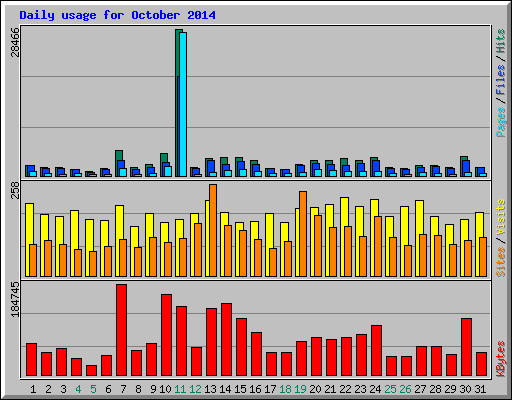 Daily usage for October 2014
28466
Pages / Files / Hits
258
Sites / Visits
184745
KBytes
1 2 3 4 5 6 7 8 9 10 11 12 13 14 15 16 17 18 19 20 21 22 23 24 25 26 27 28 29 30 31